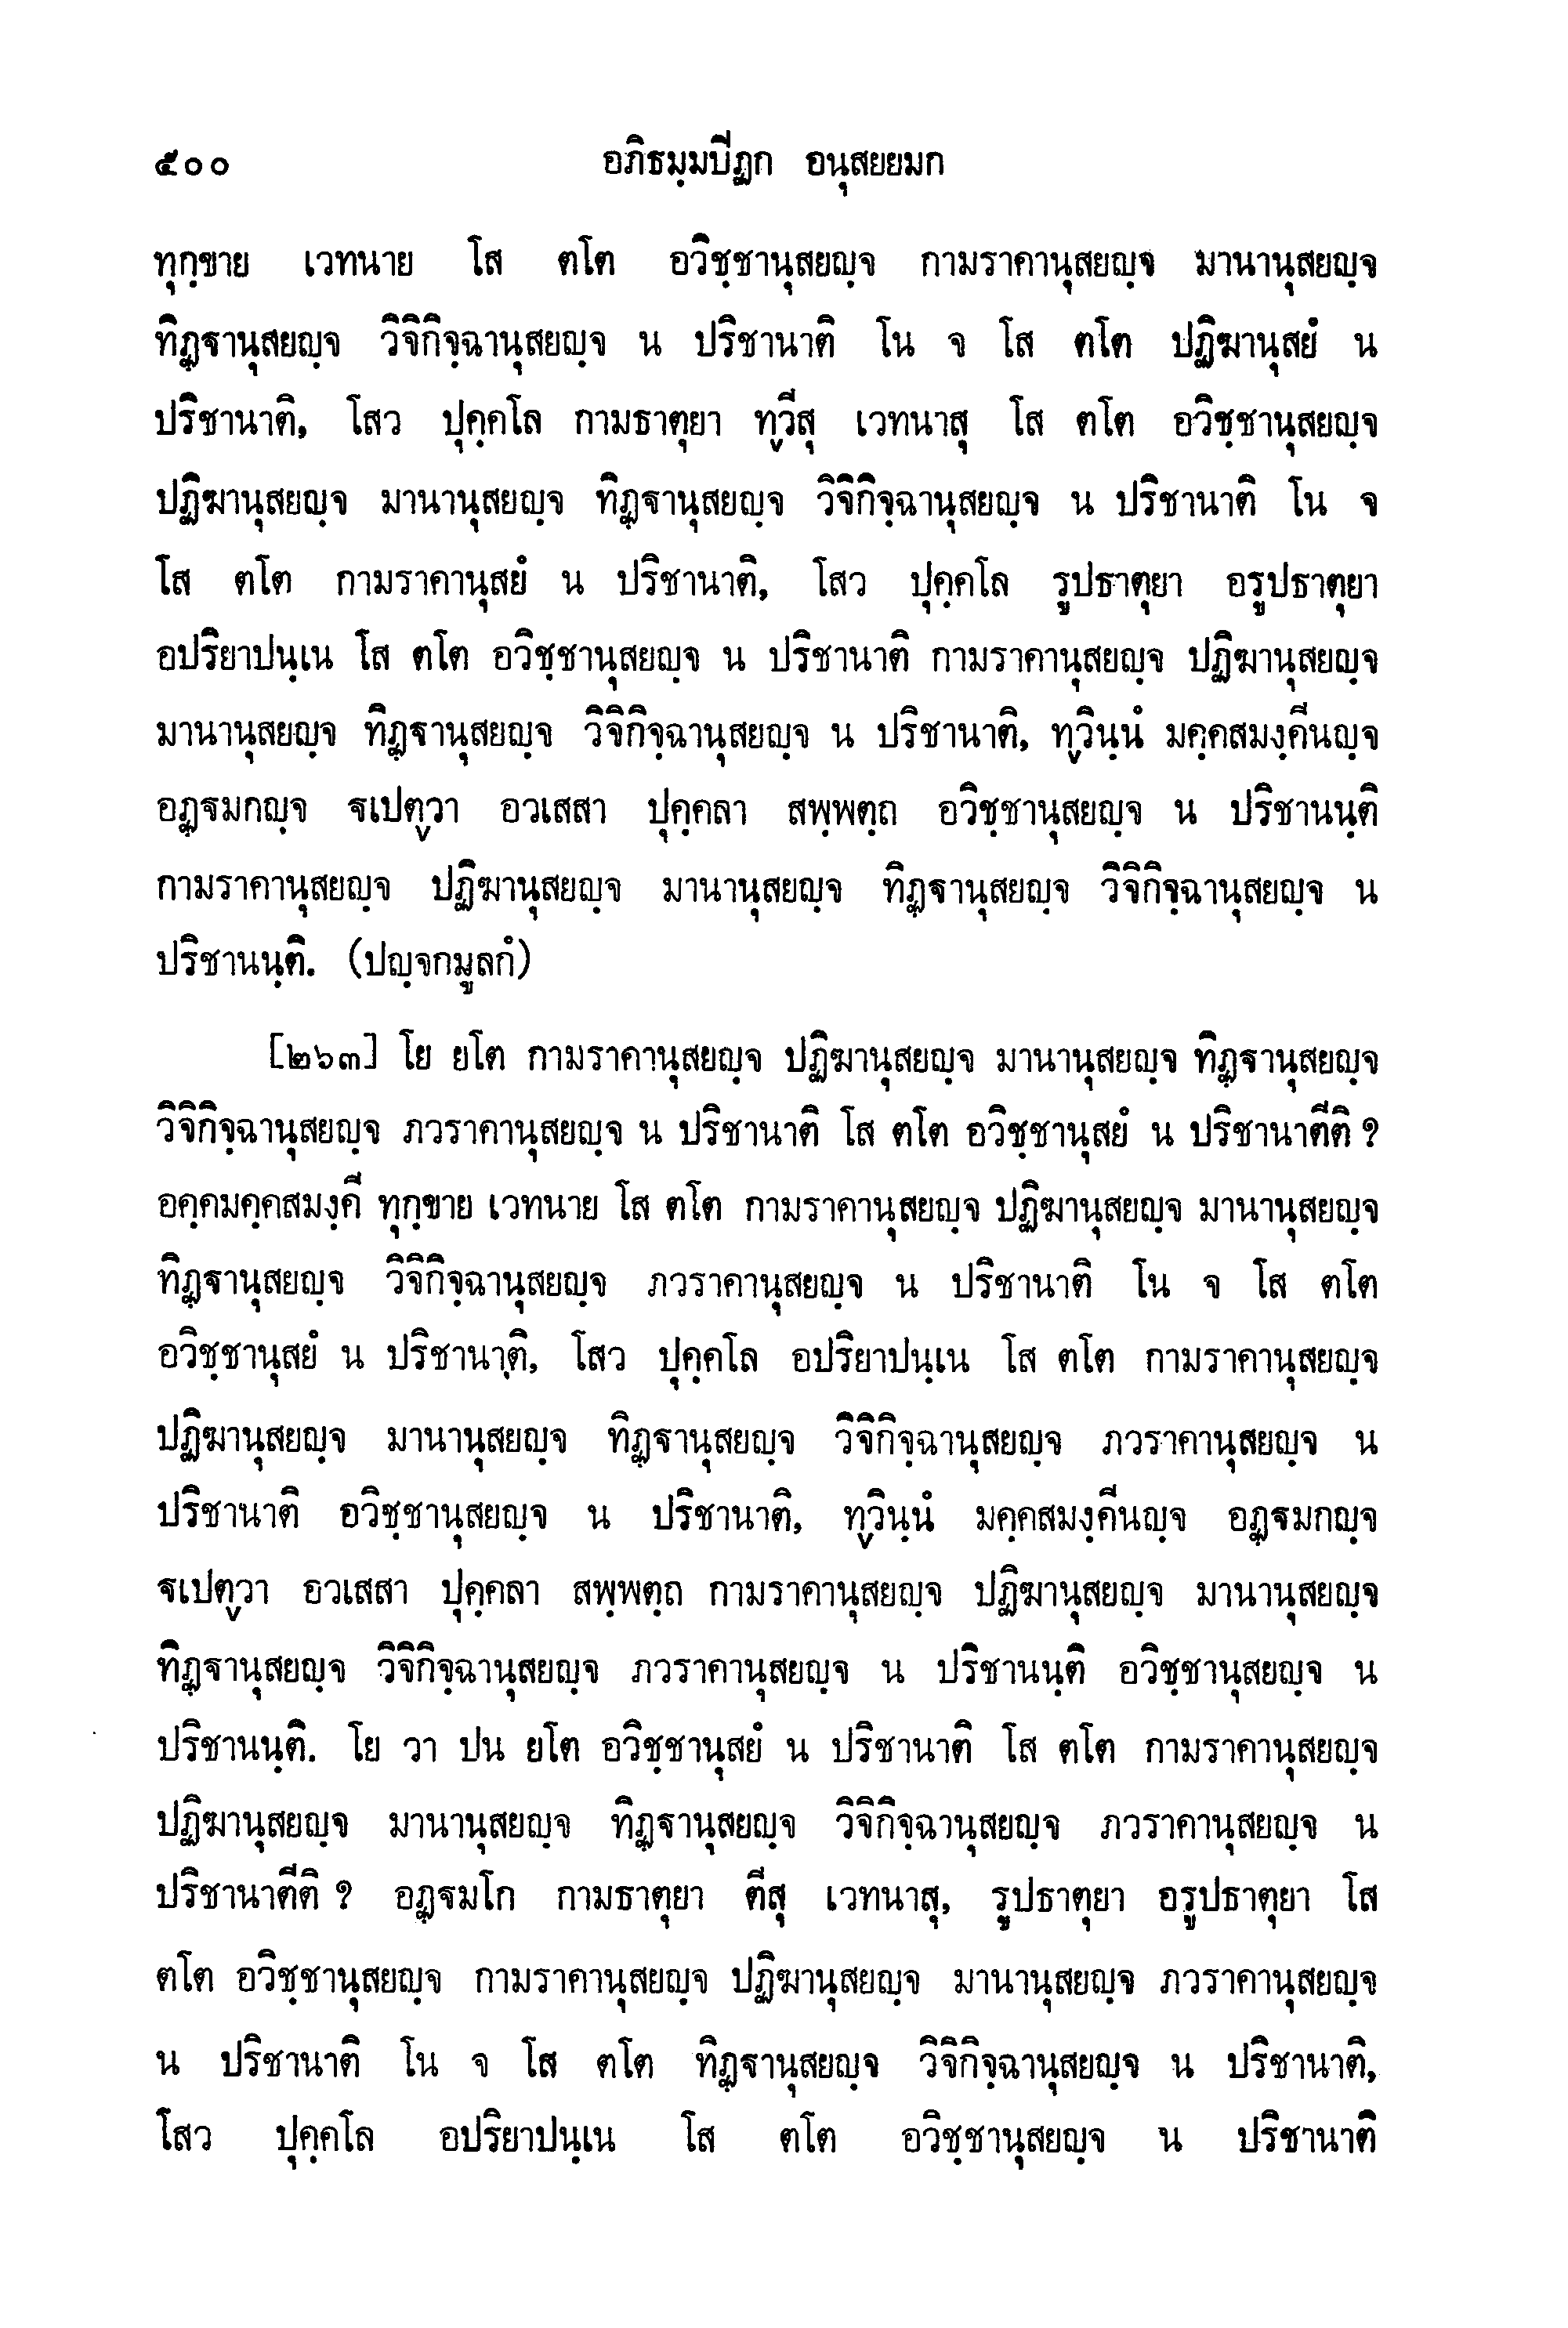 ๕๐๐ อภิธมฺมปีฏก อนุสยยมก
ทุกฺขาย เวทนาย โส ตโต อวิชฺชานุสยญฺจ กามราคานุสยญฺจ มานานุสยญฺจ
ทิฏฺฐานุสยญฺจ วิจิกิจฺฉานุสยญฺจ น ปริชานาติ โน จ โส ตโต ปฏิฆานุสยํ น
ปริชานาติ, โสว ปุคฺคโล กามธาตุยา ทฺวีสุ เวทนาสุ โส ตโต อวิชฺชานุสยญฺจ
ปฏิฆานุสยญฺจ มานานุสยญฺจ ทิฏฺฐานุสยญฺจ วิจิกิจฺฉานุสยญฺจ น ปริชานาติ โน จ
โส ตโต กามราคานุสยํ น ปริชานาติ, โสว ปุคฺคโล รูปธาตุยา อรูปธาตุยา
อปริยาปนฺเน โส ตโต อวิชฺชานุสยญฺจ น ปริชานาติ กามราคานุสยญฺจ ปฏิฆานุสยญฺจ
มานานุสยญฺจ ทิฏฺฐานุสยญฺจ วิจิกิจฺฉานุสยญฺจ น ปริชานาติ, ทฺวินฺนํ มคฺคสมงฺคีนญฺจ
อฏฺฐมกญฺจ ฐเปตฺวา อวเสสา ปุคฺคลา สพฺพตฺถ อวิชฺชานุสยญฺจ น ปริชานนฺติ
กามราคานุสยญฺจ ปฏิฆานุสยญฺจ มานานุสยญฺจ ทิฏฺฐานุสยญฺจ วิจิกิจฺฉานุสยญฺจ น
ปริชานนฺติ. (ปญฺจกมูลกํ)
[๒๖๓] โย ยโต กามราคานุสยญฺจ ปฏิฆานุสยญฺจ มานานุสยญฺจ ทิฏฺฐานุสยญฺจ
วิจิกิจฺฉานุสยญฺจ ภวราคานุสยญฺจ น ปริชานาติ โส ตโต อวิชฺชานุสยํ น ปริชานาตีติ ?
อคฺคมคฺคสมงฺคี ทุกฺขาย เวทนาย โส ตโต กามราคานุสยญฺจ ปฏิฆานุสยญฺจ มานานุสยญฺจ
ทิฏฺฐานุสยญฺจ วิจิกิจฺฉานุสยญฺจ ภวราคานุสยญฺจ น ปริชานาติ โน จ โส ตโต
อวิชฺชานุสยํ น ปริชานาติ, โสว ปุคฺคโล อปริยาปนฺเน โส ตโต กามราคานุสยญฺจ
ปฏิฆานุสยญฺจ มานานุสยญฺจ ทิฏฺฐานุสยญฺจ วิจิกิจฺฉานุสยญฺจ ภวราคานุสยญฺจ น
ปริชานาติ อวิชฺชานุสยญฺจ น ปริชานาติ, ทฺวินฺนํ มคฺคสมงฺคีนญฺจ อฏฺฐมกญฺจ
ฐเปตฺวา อวเสสา ปุคฺคลา สพฺพตฺถ กามราคานุสยญฺจ ปฏิฆานุสยญฺจ มานานุสยญฺจ
ทิฏฺฐานุสยญฺจ วิจิกิจฺฉานุสยญฺจ ภวราคานุสยญฺจ น ปริชานนฺติ อวิชฺชานุสยญฺจ น
ปริชานนฺติ. โย วา ปน ยโต อวิชฺชานุสยํ น ปริชานาติ โส ตโต กามราคานุสยญฺจ
ปฏิฆานุสยญฺจ มานานุสยญฺจ ทิฏฺฐานุสยญฺจ วิจิกิจฺฉานุสยญฺจ ภวราคานุสยญฺจ น
ปริชานาตีติ ? อฏฺฐมโก กามธาตุยา ตีสุ เวทนาสุ, รูปธาตุยา อรูปธาตุยา โส
ตโต อวิชฺชานุสยญฺจ กามราคานุสยญฺจ ปฏิฆานุสยญฺจ มานานุสยญฺจ ภวราคานุสยญฺจ
น ปริชานาติ โน จ โส ตโต ทิฏฺฐานุสยญฺจ วิจิกิจฺฉานุสยญฺจ น ปริชานาติ,
โสว ปุคฺคโล อปริยาปนฺเน โส ตโต อวิชฺชานุสยญฺจ น ปริชานาติ